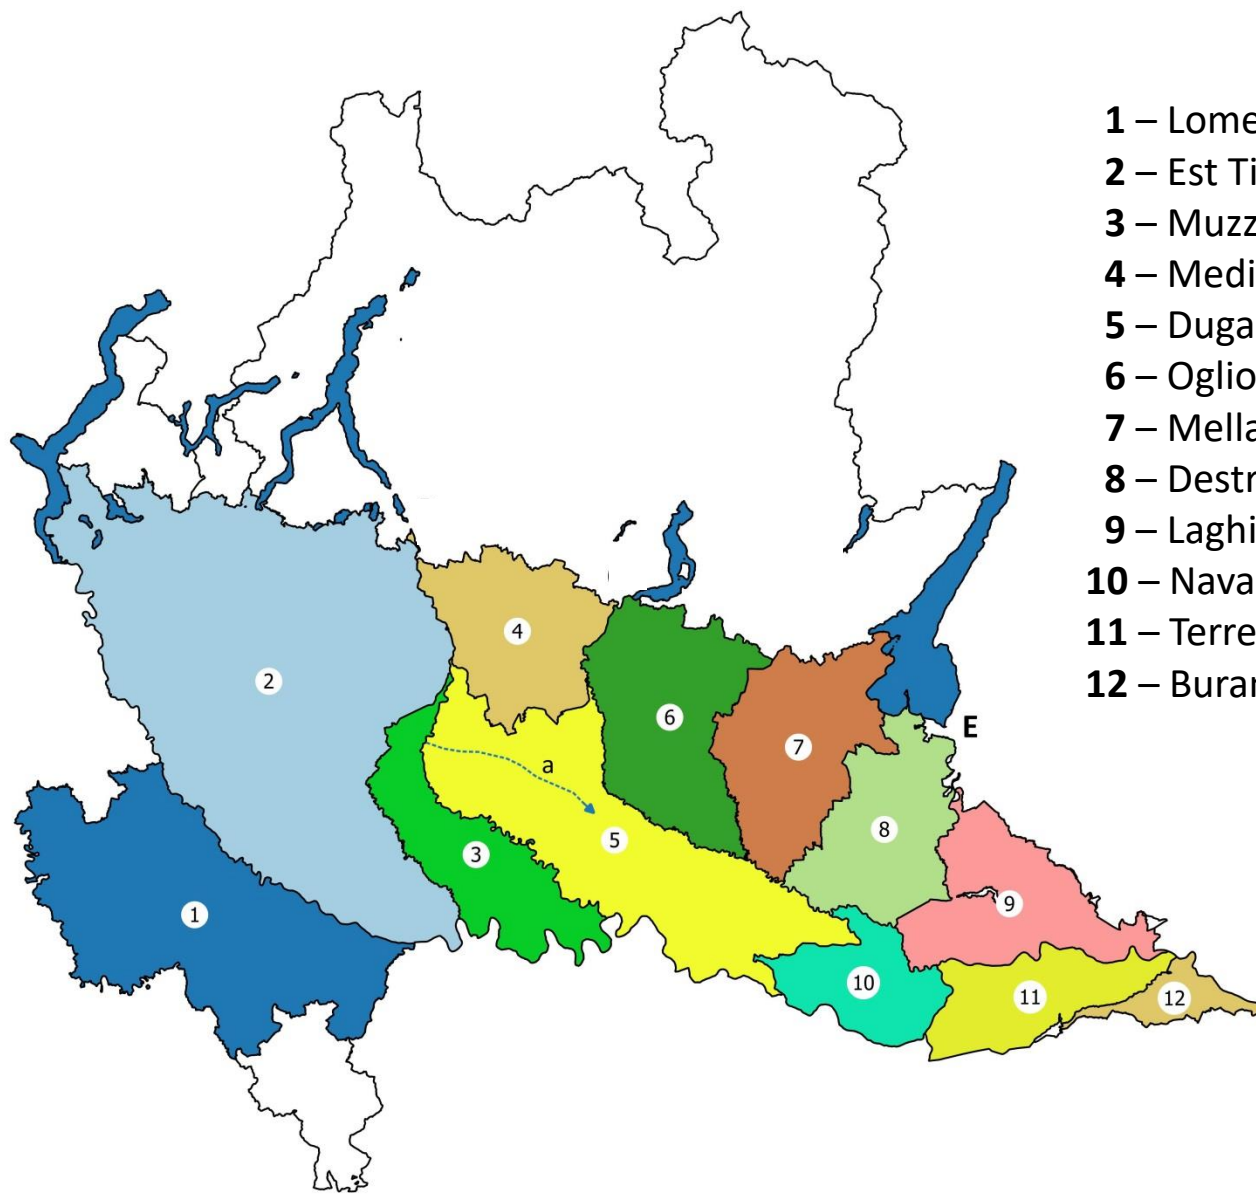 1 – Lome
2 – Est Ti
3 – Muzz
4 – Medi
5 – Duga
6 – Oglio
7 – Mella
8 – Destr
9 – Laghi
10 – Nava
11 – Terre
12 – Burar
4
2
6
E
7
a
8
5
3
9
1
10
11
12